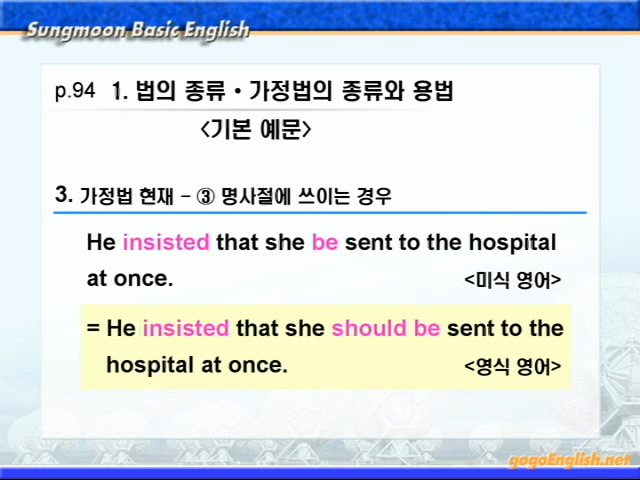 Sungmoon Basic English
p.94 1. 법의 종류 • 가정법의 종류와 용법
<기본 예문>
3. 가정법 현재 - ③ 명사절에 쓰이는 경우
He insisted that she be sent to the hospital
at once. <미식 영어>
= He insisted that she should be sent to the
hospital at once. <영식 영어>
gogoEnglish.net